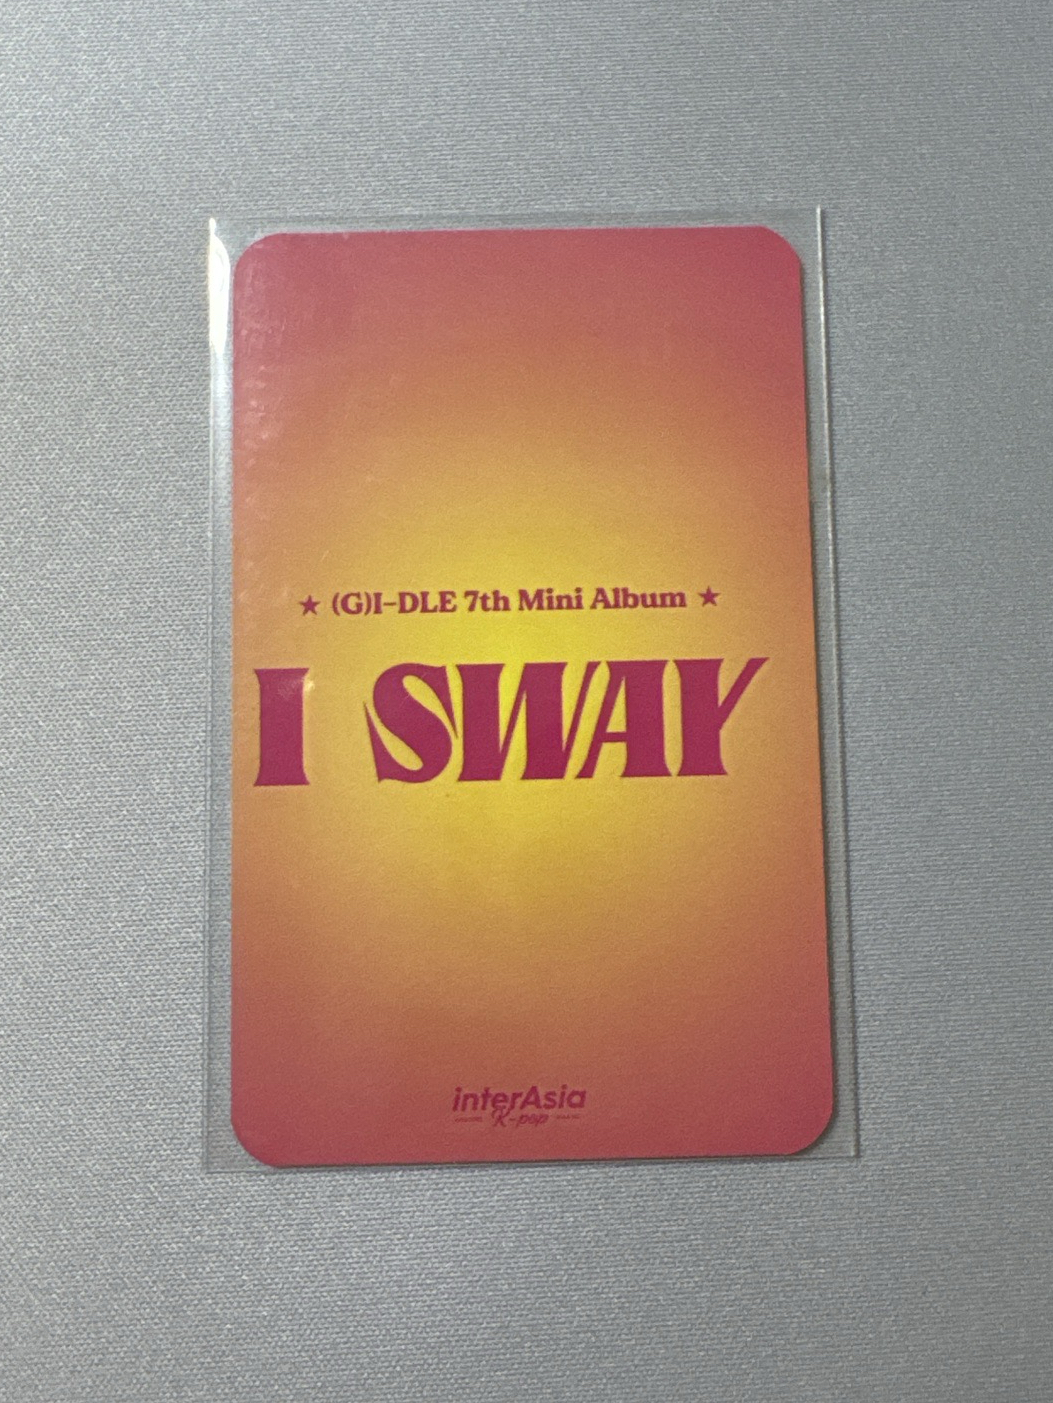 ★ (G)I-DLE 7th Mini Album ★
I SWAY
interAsia
K-pop